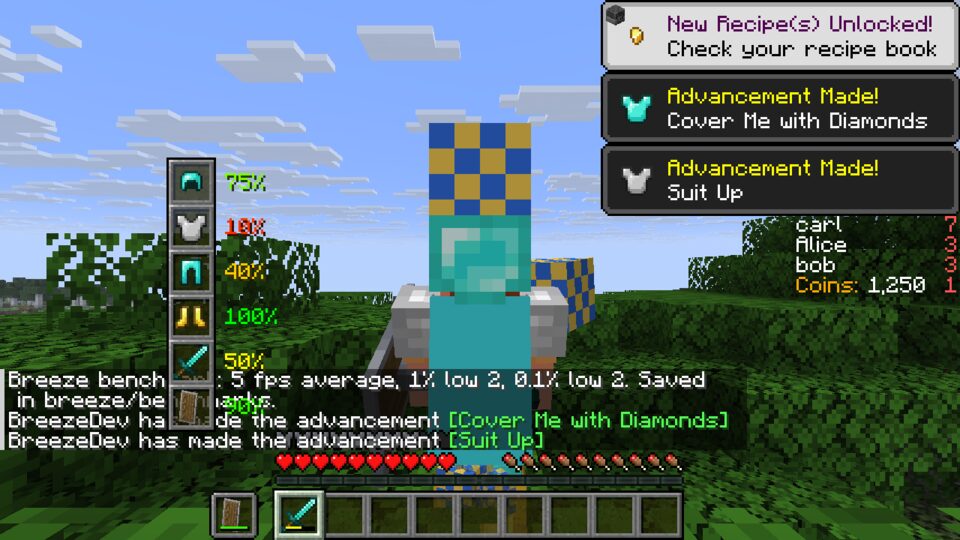 New Recipe(s) Unlocked!
Check your recipe book
Advancement Made!
Cover Me with Diamonds
Advancement Made!
Suit Up
carl 7
Alice 3
bob 3
Coins: 1,250 1
75%
10%
40%
100%
50%
90%
Breeze bench : 5 fps average, 1% low 2, 0.1% low 2. Saved
in breeze/be marks.
BreezeDev ha de the advancement [Cover Me with Diamonds]
BreezeDev has made the advancement [Suit Up]